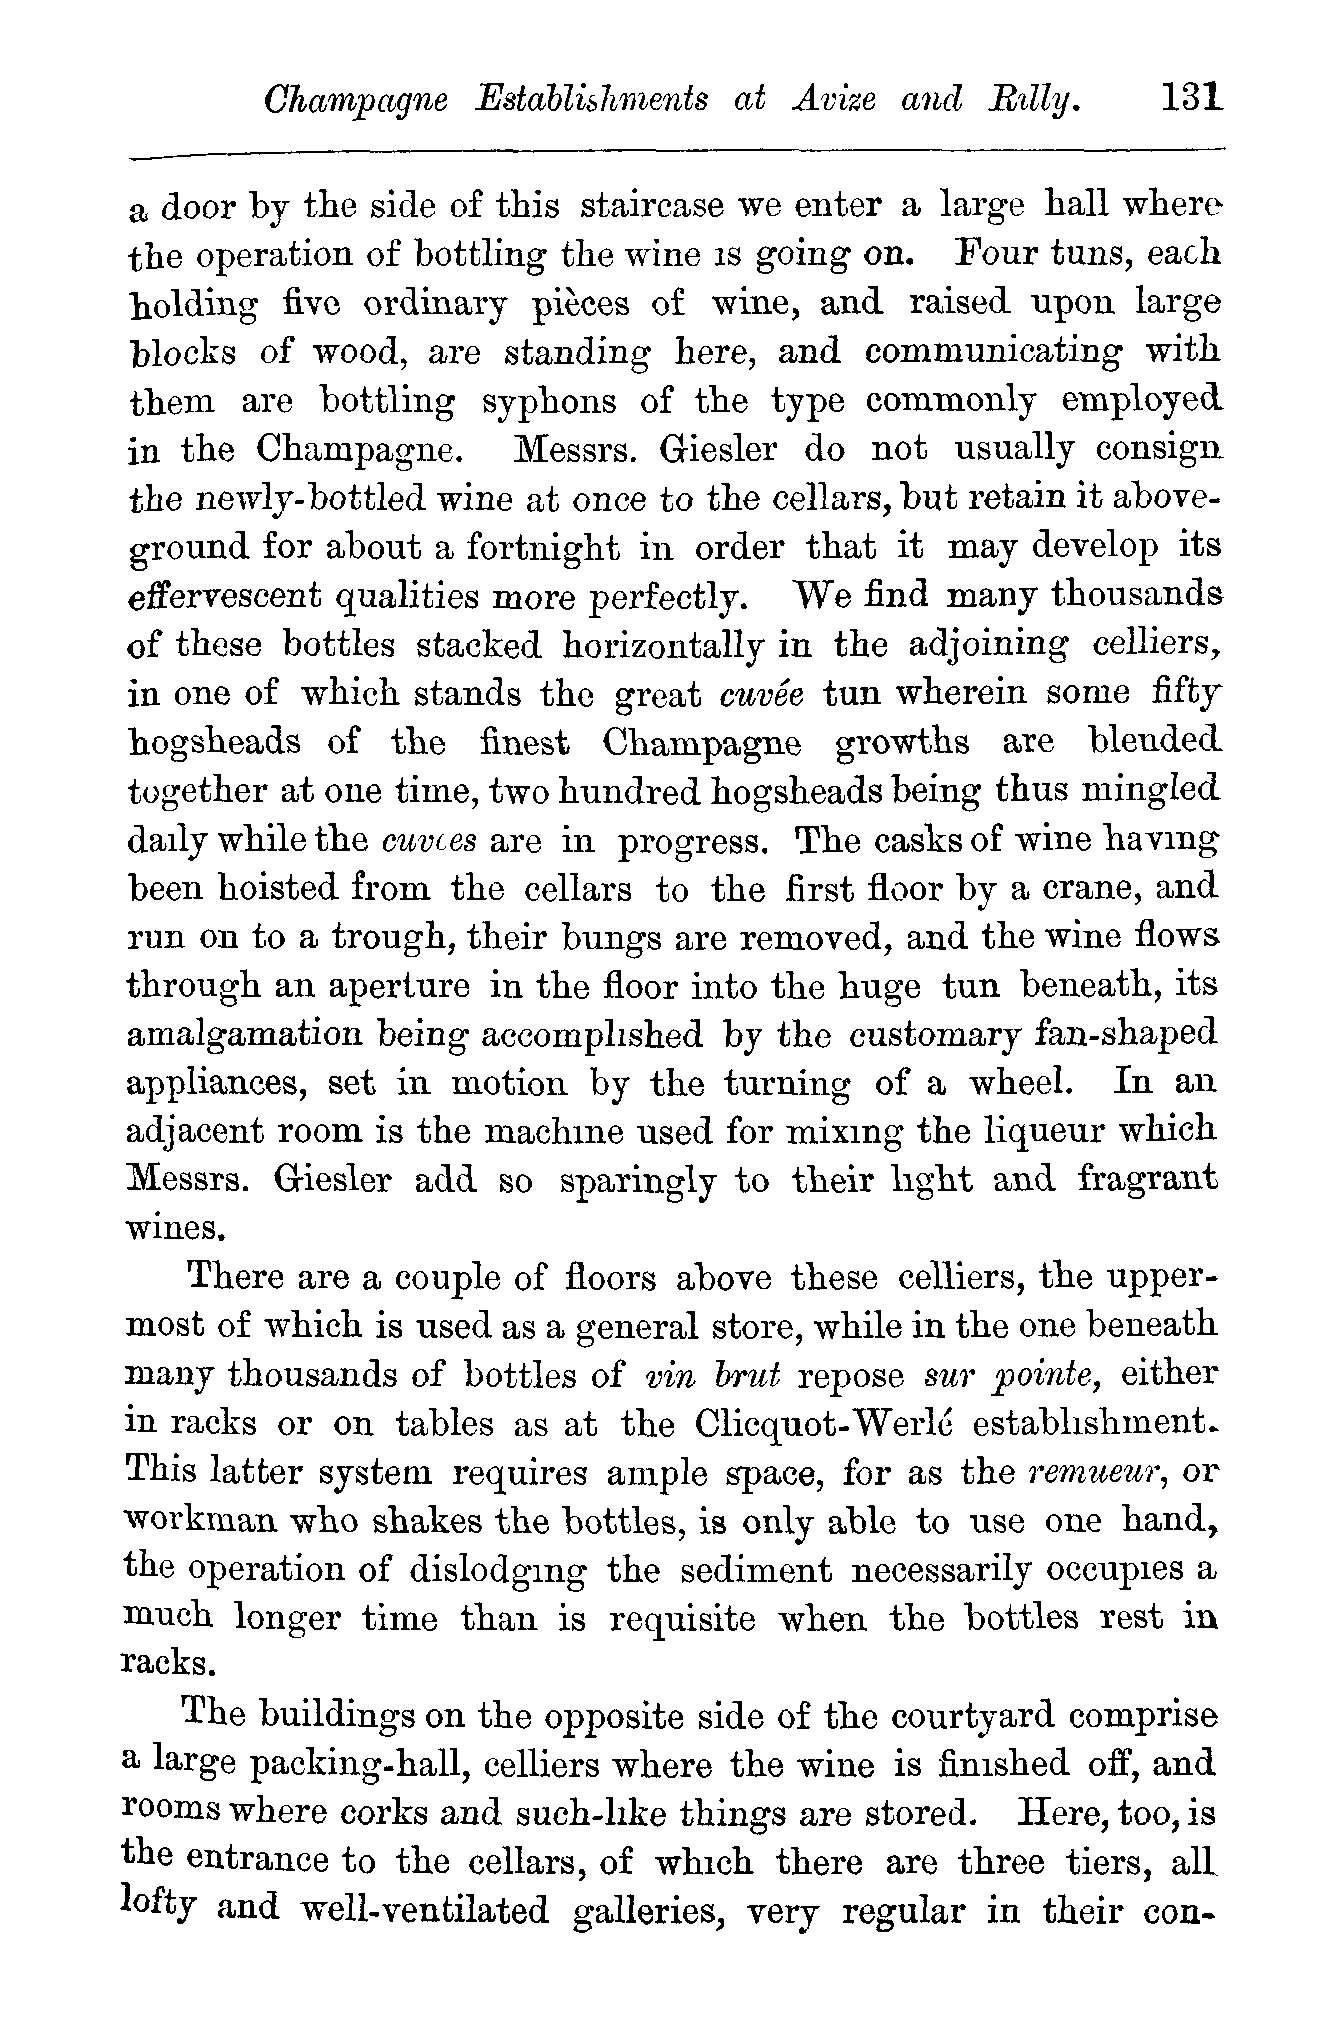 Champagne Establishments at Avize and Rilly. 131
a door by the side of this staircase we enter a large hall where
the operation of bottling the wine is going on. Four tuns, each
holding five ordinary pièces of wine, and raised upon large
blocks of wood, are standing here, and communicating with
them are bottling syphons of the type commonly employed
in the Champagne. Messrs. Giesler do not usually consign
the newly-bottled wine at once to the cellars, but retain it above-
ground for about a fortnight in order that it may develop its
effervescent qualities more perfectly. We find many thousands
of these bottles stacked horizontally in the adjoining celliers,
in one of which stands the great cuvée tun wherein some fifty
hogsheads of the finest Champagne growths are blended
together at one time, two hundred hogsheads being thus mingled
daily while the cuvées are in progress. The casks of wine having
been hoisted from the cellars to the first floor by a crane, and
run on to a trough, their bungs are removed, and the wine flows
through an aperture in the floor into the huge tun beneath, its
amalgamation being accomplished by the customary fan-shaped
appliances, set in motion by the turning of a wheel. In an
adjacent room is the machine used for mixing the liqueur which
Messrs. Giesler add so sparingly to their light and fragrant
wines.
There are a couple of floors above these celliers, the upper-
most of which is used as a general store, while in the one beneath
many thousands of bottles of vin brut repose sur pointe, either
in racks or on tables as at the Clicquot-Werlé establishment.
This latter system requires ample space, for as the remueur, or
workman who shakes the bottles, is only able to use one hand,
the operation of dislodging the sediment necessarily occupies a
much longer time than is requisite when the bottles rest in
racks.
The buildings on the opposite side of the courtyard comprise
a large packing-hall, celliers where the wine is finished off, and
rooms where corks and such-like things are stored. Here, too, is
the entrance to the cellars, of which there are three tiers, all
lofty and well-ventilated galleries, very regular in their con-